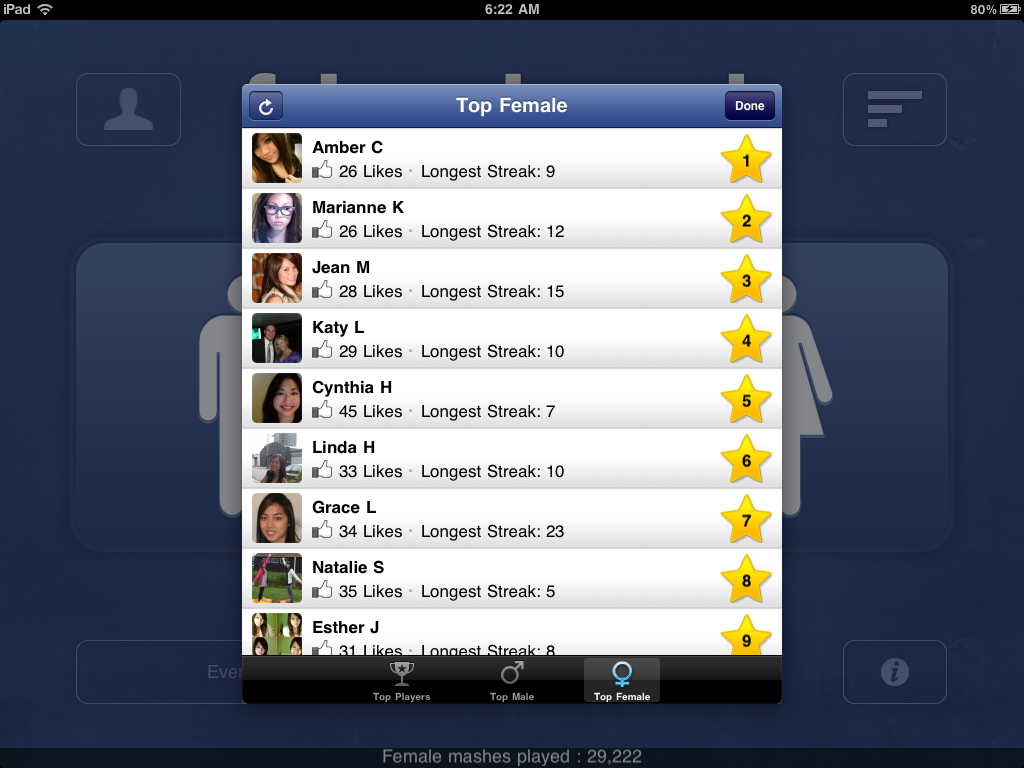 iPad 6:22 AM 80%
Top Female Done
Amber C
26 Likes · Longest Streak: 9
1
Marianne K
26 Likes · Longest Streak: 12
2
Jean M
28 Likes · Longest Streak: 15
3
Katy L
29 Likes · Longest Streak: 10
4
Cynthia H
45 Likes · Longest Streak: 7
5
Linda H
33 Likes · Longest Streak: 10
6
Grace L
34 Likes · Longest Streak: 23
7
Natalie S
35 Likes · Longest Streak: 5
8
Esther J
31 Likes · Longest Streak: 8
9
Top Players Top Male Top Female
Female mashes played : 29,222